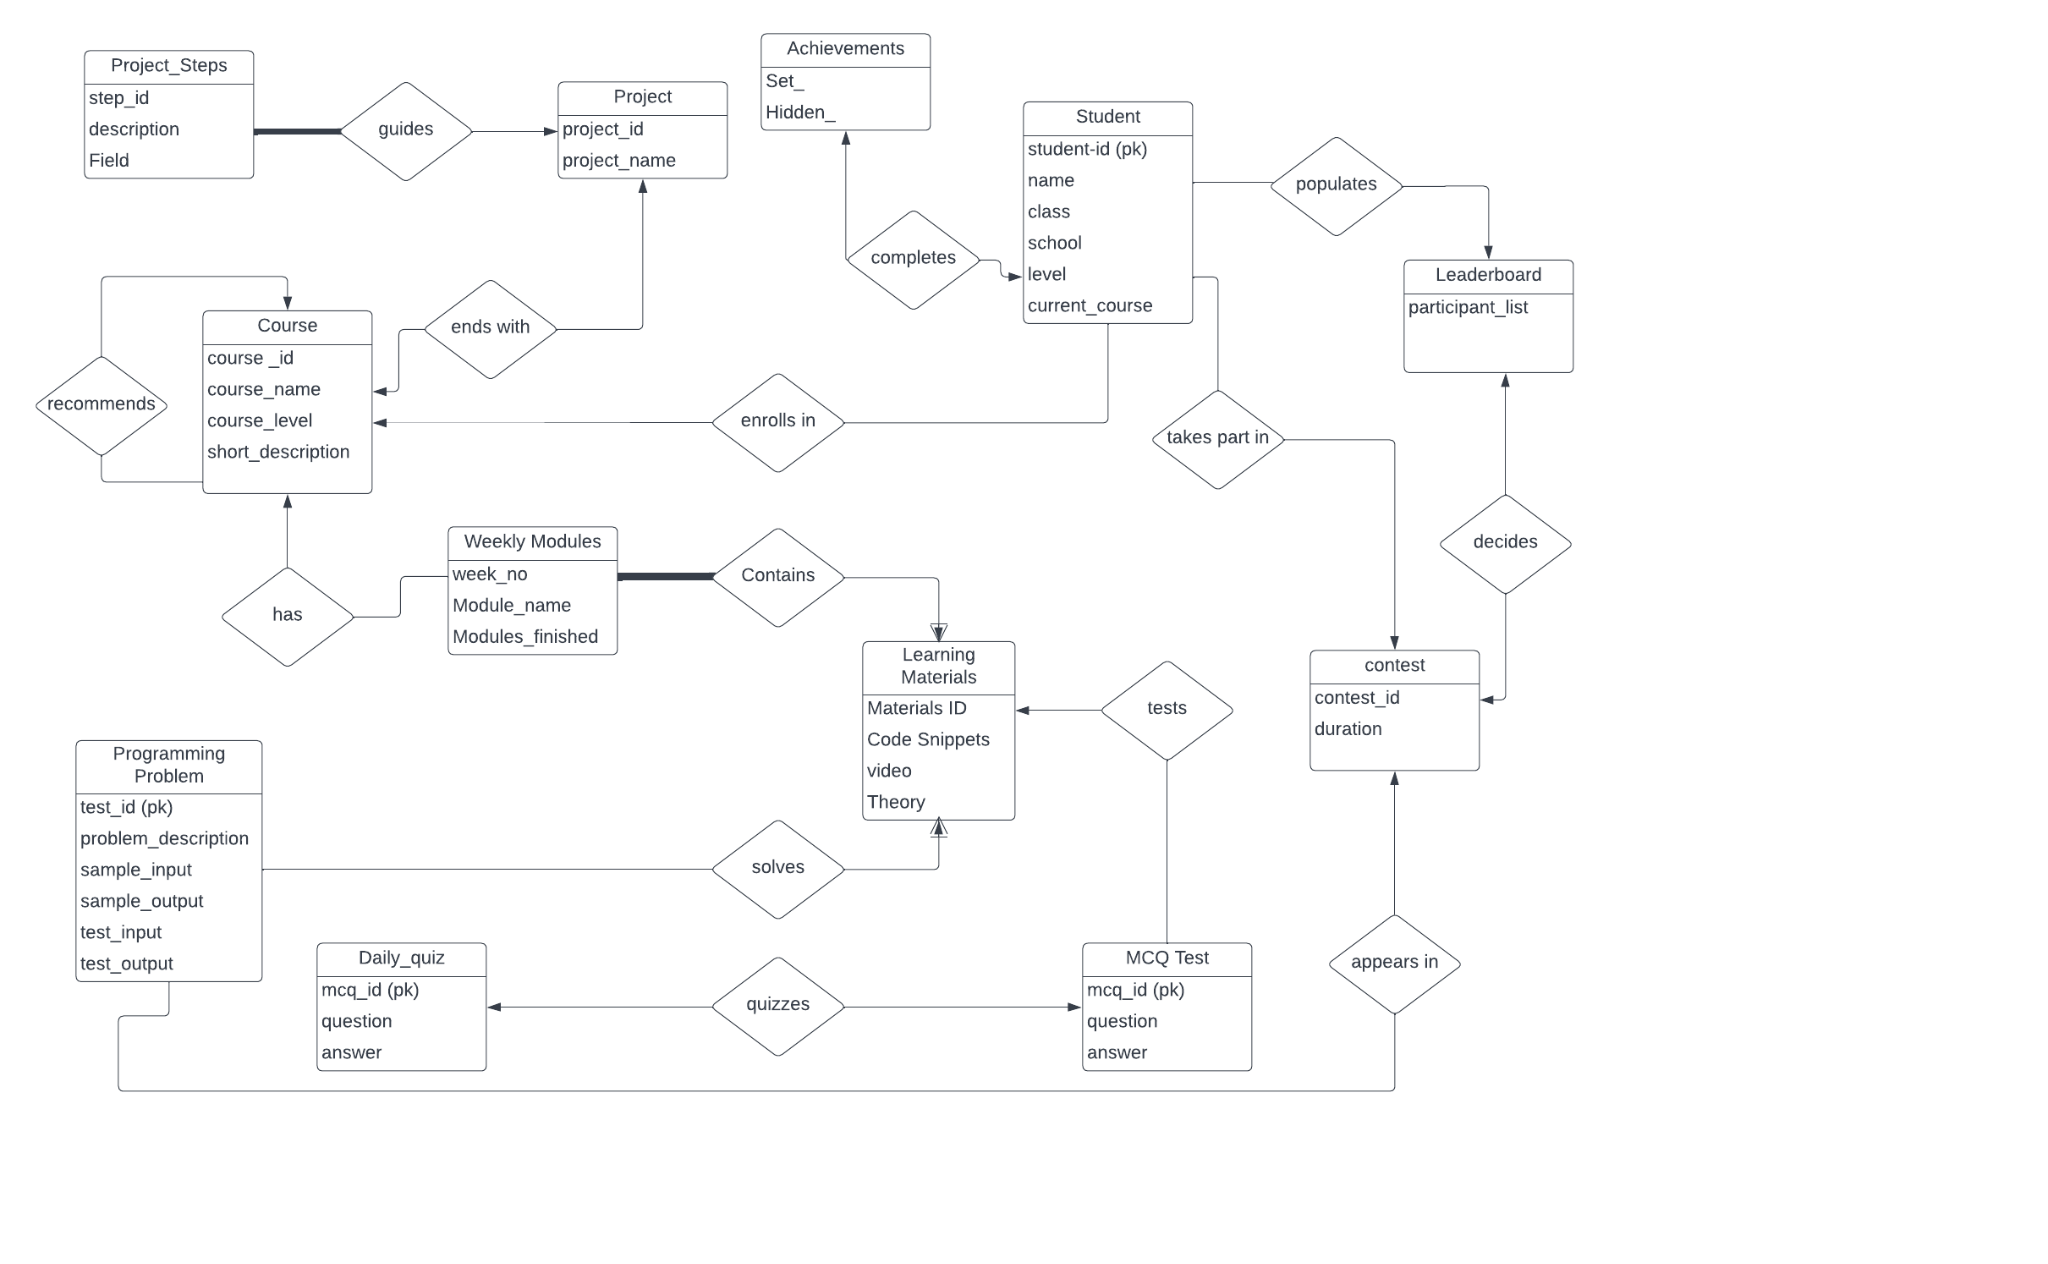 Project_Steps
step_id
description
Field
guides
Project
project_id
project_name
Achievements
Set_
Hidden_
completes
Student
student-id (pk)
name
class
school
level
current_course
populates
Leaderboard
participant_list
recommends
Course
course _id
course_name
course_level
short_description
ends with
enrolls in
takes part in
decides
has
Weekly Modules
week_no
Module_name
Modules_finished
Contains
Learning
Materials
Materials ID
Code Snippets
video
Theory
tests
contest
contest_id
duration
Programming
Problem
test_id (pk)
problem_description
sample_input
sample_output
test_input
test_output
solves
Daily_quiz
mcq_id (pk)
question
answer
quizzes
MCQ Test
mcq_id (pk)
question
answer
appears in